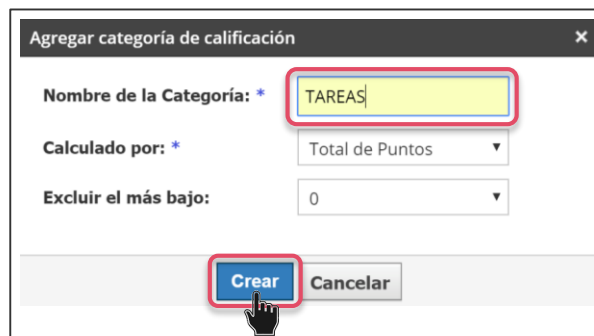 Agregar categoría de calificación ×
Nombre de la Categoría: * TAREAS
Calculado por: * Total de Puntos ▼
Excluir el más bajo: 0 ▼
Crear Cancelar